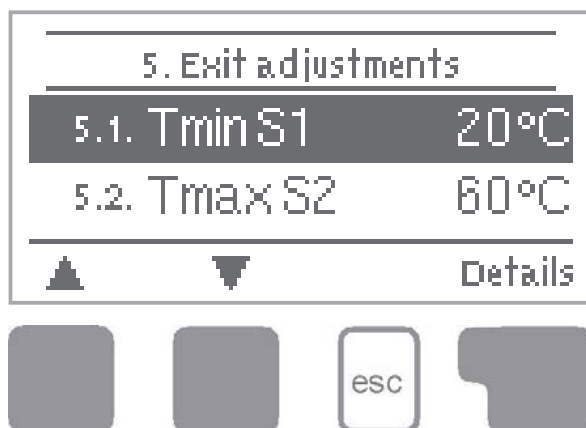 5. Exit adjustments
5.1. Tmin S1 20°C
5.2. Tmax S2 60°C
Details
esc